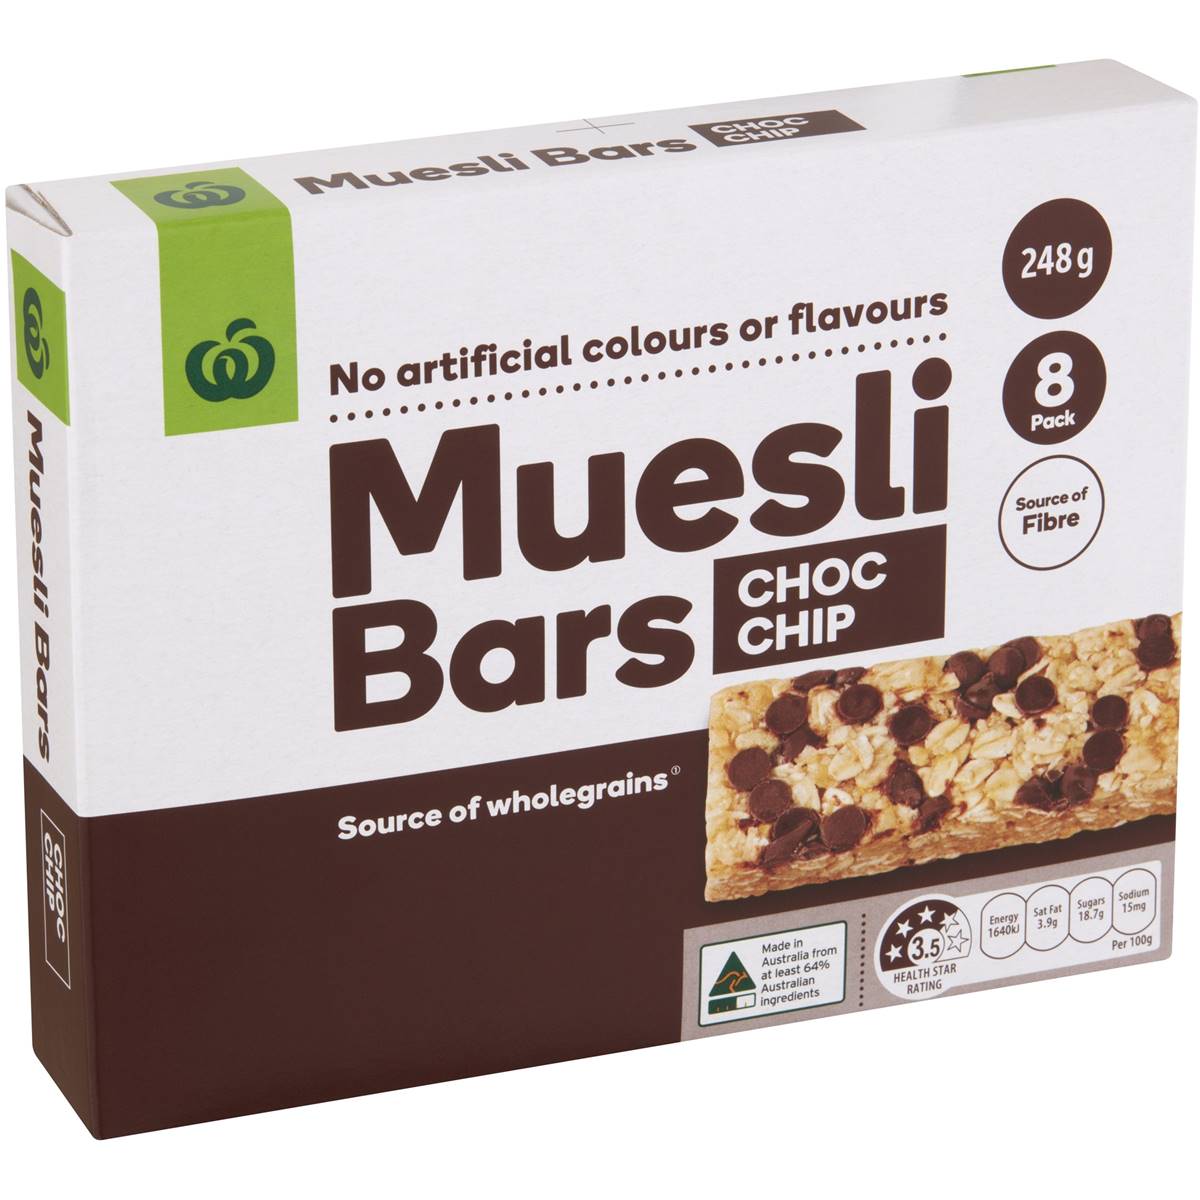 Muesli Bars CHOC
CHIP
248g
No artificial colours or flavours
8
Pack
Muesli
Bars
CHOC
CHIP
Source of
Fibre
Source of wholegrains①
Made in
Australia from
at least 64%
Australian
ingredients
3.5
HEALTH STAR
RATING
Energy
1640kJ
Sat Fat
3.9g
Sugars
18.7g
Sodium
15mg
Per 100g
Muesli Bars
CHOC
CHIP